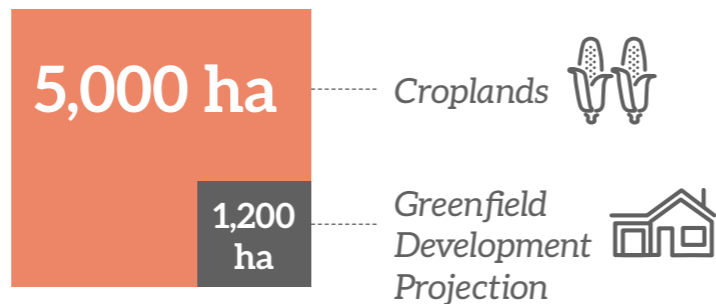 5,000 ha
Croplands
1,200
ha
Greenfield
Development
Projection